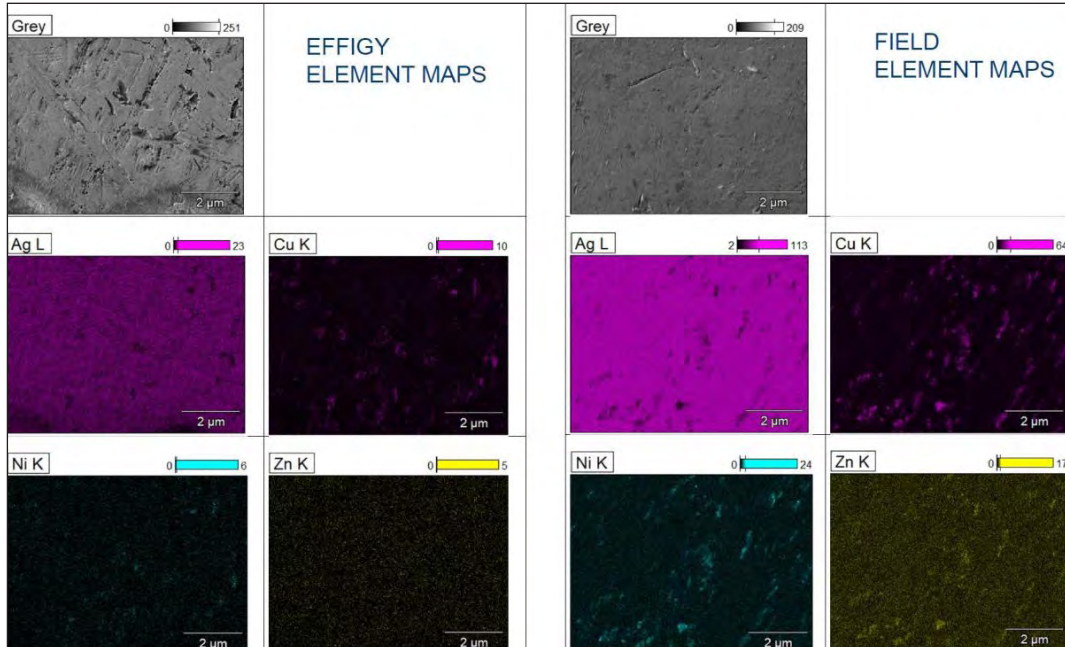 Grey
0 251
EFFIGY
ELEMENT MAPS
2 µm
Ag L
0 23
2 µm
Cu K
0 10
2 µm
Ni K
0 6
2 µm
Zn K
0 5
2 µm
Grey
0 209
FIELD
ELEMENT MAPS
2 µm
Ag L
2 113
2 µm
Cu K
0 64
2 µm
Ni K
0 24
2 µm
Zn K
0 17
2 µm